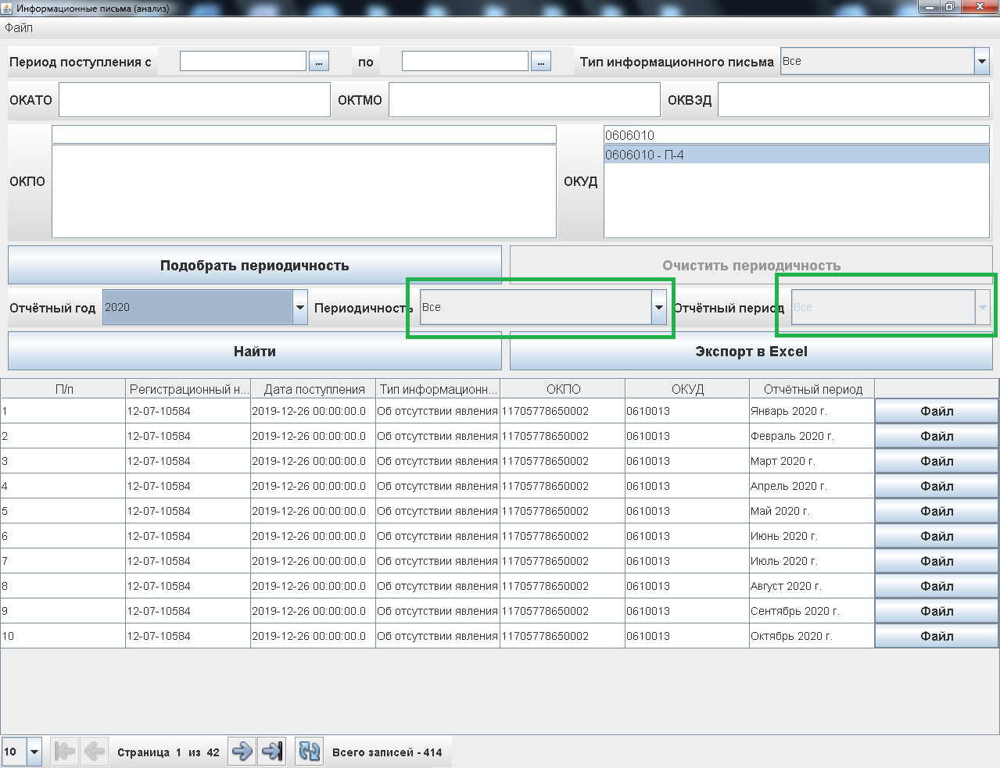 Информационные письма (анализ)
Файл
Период поступления с ... по ... Тип информационного письма Все
ОКАТО ОКТМО ОКВЭД
ОКПО ОКУД 0606010
0606010 - П-4
Подобрать периодичность Очистить периодичность
Отчётный год 2020 Периодичность Все Отчётный период Все
Найти Экспорт в Excel
П/п Регистрационный н... Дата поступления Тип информационн... ОКПО ОКУД Отчётный период
1 12-07-10584 2019-12-26 00:00:00.0 Об отсутствии явления 11705778650002 0610013 Январь 2020 г. Файл
2 12-07-10584 2019-12-26 00:00:00.0 Об отсутствии явления 11705778650002 0610013 Февраль 2020 г. Файл
3 12-07-10584 2019-12-26 00:00:00.0 Об отсутствии явления 11705778650002 0610013 Март 2020 г. Файл
4 12-07-10584 2019-12-26 00:00:00.0 Об отсутствии явления 11705778650002 0610013 Апрель 2020 г. Файл
5 12-07-10584 2019-12-26 00:00:00.0 Об отсутствии явления 11705778650002 0610013 Май 2020 г. Файл
6 12-07-10584 2019-12-26 00:00:00.0 Об отсутствии явления 11705778650002 0610013 Июнь 2020 г. Файл
7 12-07-10584 2019-12-26 00:00:00.0 Об отсутствии явления 11705778650002 0610013 Июль 2020 г. Файл
8 12-07-10584 2019-12-26 00:00:00.0 Об отсутствии явления 11705778650002 0610013 Август 2020 г. Файл
9 12-07-10584 2019-12-26 00:00:00.0 Об отсутствии явления 11705778650002 0610013 Сентябрь 2020 г. Файл
10 12-07-10584 2019-12-26 00:00:00.0 Об отсутствии явления 11705778650002 0610013 Октябрь 2020 г. Файл
10 Страница 1 из 42 Всего записей - 414